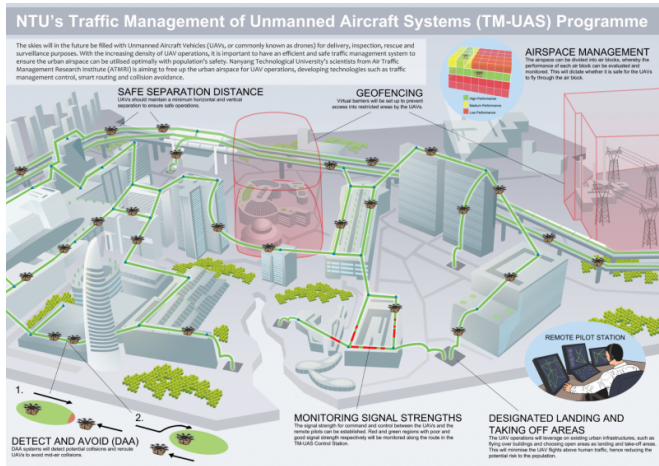 NTU's Traffic Management of Unmanned Aircraft Systems (TM-UAS) Programme
The skies will in the future be filled with Unmanned Aircraft Vehicles (UAVs, or commonly known as drones) for delivery, inspection, rescue and
surveillance purposes. With the increasing density of UAV operations, it is important to have an efficient and safe traffic management system to
ensure the urban airspace can be utilised optimally with population's safety. Nanyang Technological University's scientists from Air Traffic
Management Research Institute (ATMRI) is aiming to free up the urban airspace for UAV operations, developing technologies such as traffic
management control, smart routing and collision avoidance.
AIRSPACE MANAGEMENT
The airspace can be divided into air blocks, whereby the
performance of each air block can be evaluated and
monitored. This will dictate whether it is safe for the UAVs
to fly through the air block.
High Performance
Medium Performance
Low Performance
SAFE SEPARATION DISTANCE
UAVs should maintain a minimum horizontal and vertical
separation to ensure safe operations.
GEOFENCING
Virtual barriers will be set up to prevent
access into restricted areas by the UAVs.
REMOTE PILOT STATION
1.
2.
DETECT AND AVOID (DAA)
DAA systems will detect potential collisions and reroute
UAVs to avoid mid-air collisions.
MONITORING SIGNAL STRENGTHS
The signal strength for command and control between the UAVs and the
remote pilots can be established. Red and green regions with poor and
good signal strength respectively will be monitored along the route in the
TM-UAS Control Station.
DESIGNATED LANDING AND
TAKING OFF AREAS
The UAV operations will leverage on existing urban infrastructures, such as
flying over buildings and choosing open areas as landing and take-off areas.
This will minimise the UAV flights above human traffic, hence reducing the
potential risk to the population.